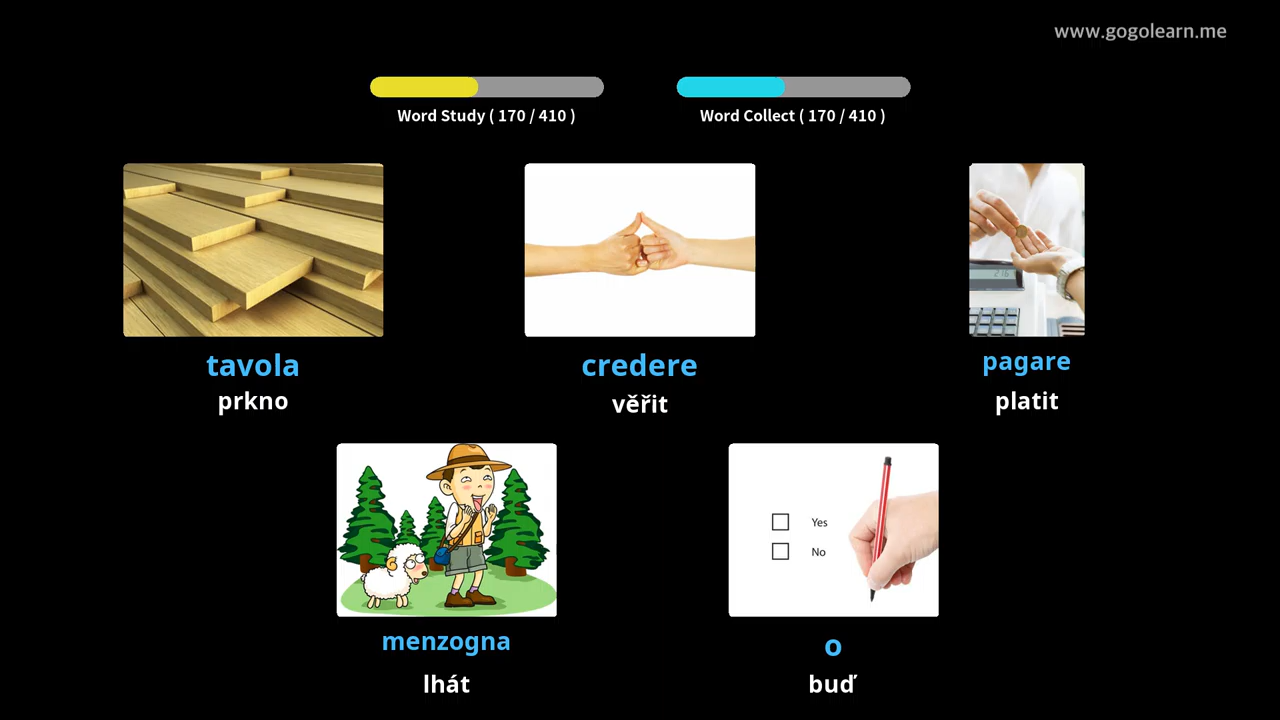 www.gogolearn.me
Word Study ( 170 / 410 )
Word Collect ( 170 / 410 )
tavola
prkno
credere
věřit
pagare
platit
Yes
No
menzogna
lhát
o
buď